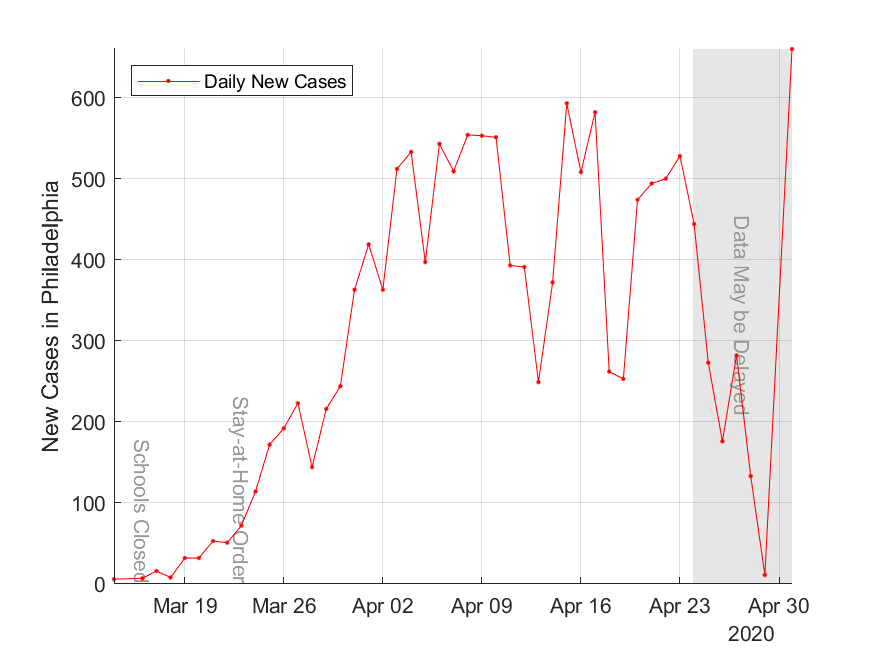 Daily New Cases
New Cases in Philadelphia
600
500
400
300
200
100
0
Schools Closed
Stay-at-Home Order
Data May be Delayed
Mar 19
Mar 26
Apr 02
Apr 09
Apr 16
Apr 23
Apr 30
2020